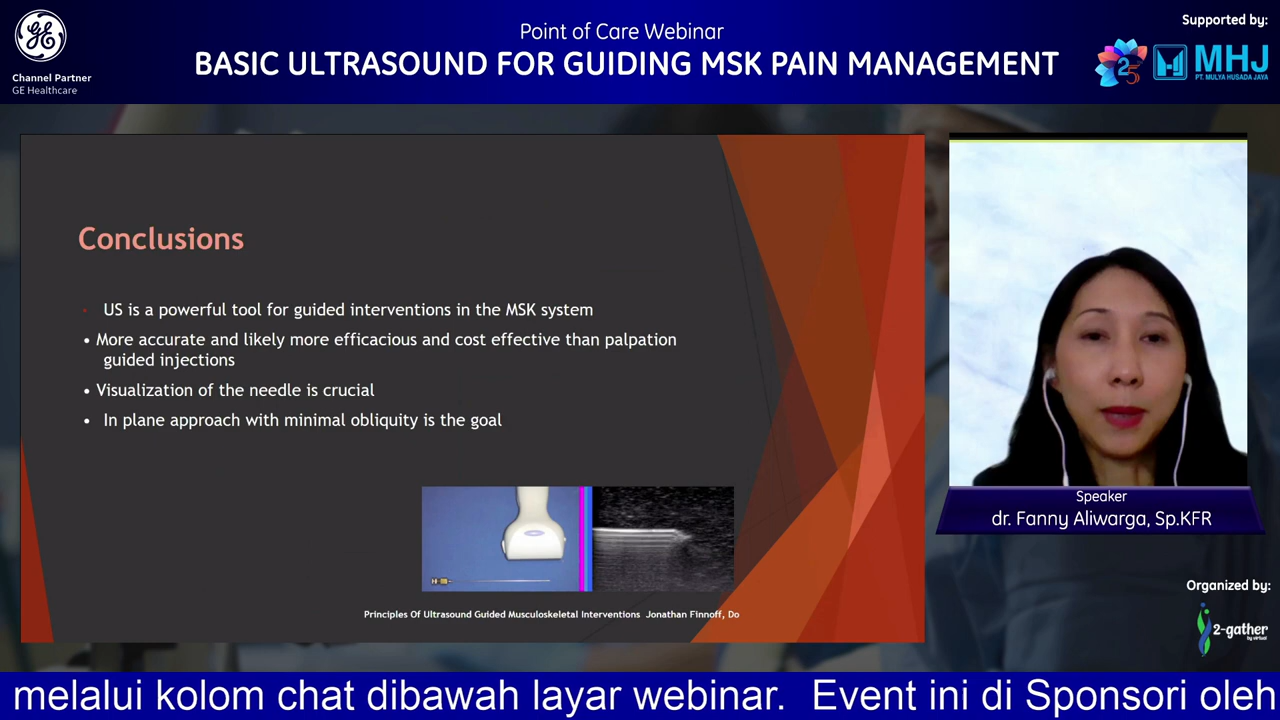 Point of Care Webinar
BASIC ULTRASOUND FOR GUIDING MSK PAIN MANAGEMENT
GE
Channel Partner
GE Healthcare
Supported by:
25
MHJ
PT. MULYA HUSADA JAYA
Conclusions
US is a powerful tool for guided interventions in the MSK system
• More accurate and likely more efficacious and cost effective than palpation
guided injections
• Visualization of the needle is crucial
• In plane approach with minimal obliquity is the goal
Principles Of Ultrasound Guided Musculoskeletal Interventions Jonathan Finnoff, Do
Speaker
dr. Fanny Aliwarga, Sp.KFR
Organized by:
2-gather
by virtual
melalui kolom chat dibawah layar webinar. Event ini di Sponsori oleh